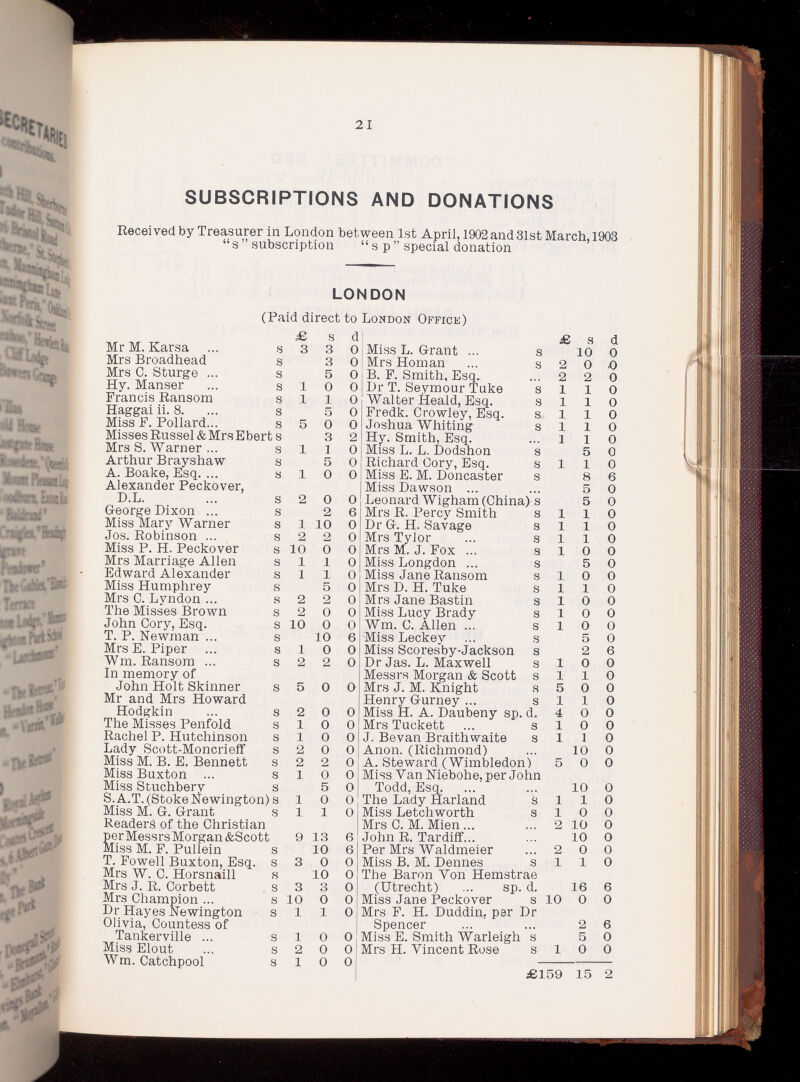 21
SUBSCRIPTIONS AND DONATIONS
Received by Treasurer in London between 1st April, 1902 and 31st March, 1903
“s” subscription “s p” special donation
LONDON
(Paid direct to London Office)
£ s d
Mr M. Karsa ... s 3 3 0
Mrs Broadhead s 3 0
Mrs C. Sturge ... s 5 0
Hy. Manser ... s 1 0 0
Francis Ransom s 1 1 0
Haggai ii. 8. ... s 5 0
Miss F. Pollard... s 5 0 0
Misses Russel & Mrs Ebert s 3 2
Mrs S. Warner ... s 1 1 0
Arthur Brayshaw s 5 0
A. Boake, Esq. ... s 1 0 0
Alexander Peckover,
D.L. ... s 2 0 0
George Dixon ... s 2 6
Miss Mary Warner s 1 10 0
Jos. Robinson ... s 2 2 0
Miss P. H. Peckover s 10 0 0
Mrs Marriage Allen s 1 1 0
Edward Alexander s 1 1 0
Miss Humphrey s 5 0
Mrs C. Lyndon ... s 2 2 0
The Misses Brown s 2 0 0
John Cory, Esq. s 10 0 0
T. P. Newman ... s 10 6
Mrs E. Piper ... s 1 0 0
Wm. Ransom ... s 2 2 0
In memory of
John Holt Skinner s 5 0 0
Mr and Mrs Howard
Hodgkin ... s 2 0 0
The Misses Penfold s 1 0 0
Rachel P. Hutchinson s 1 0 0
Lady Scott-Moncrieff s 2 0 0
Miss M. B. E. Bennett s 2 2 0
Miss Buxton ... s 1 0 0
Miss Stuchbery s 5 0
S.A.T. (Stoke Newington) s 1 0 0
Miss M. G. Grant s 1 1 0
Readers of the Christian
per Messrs Morgan & Scott 9 13 6
Miss M. F. Pullein s 10 6
T. Fowell Buxton, Esq. s 3 0 0
Mrs W. C. Horsnaill s 10 0
Mrs J. R. Corbett s 3 3 0
Mrs Champion ... s 10 0 0
Dr Hayes Newington s 1 1 0
Olivia, Countess of
Tankerville ... s 1 0 0
Miss Elout ... s 2 0 0
Wm. Catchpool s 1 0 0
£ s d
Miss L. Grant ... s 10 0
Mrs Homan ... s 2 0 0
B. F. Smith, Esq. ... 2 2 0
Dr T. Seymour Tuke s 1 1 0
Walter Heald, Esq. s 1 1 0
Fredk. Crowley, Esq. s 1 1 0
Joshua Whiting s 1 1 0
Hy. Smith, Esq. ... 1 1 0
Miss L. L. Dodshon s 5 0
Richard Cory, Esq. s 1 1 0
Miss E. M. Doncaster s 8 6
Miss Dawson ... ... 5 0
Leonard Wigham (China) s 5 0
Mrs R. Percy Smith s 1 1 0
Dr G. H. Savage s 1 1 0
Mrs Tylor ... s 1 1 0
Mrs M. J. Fox ... s 1 0 0
Miss Longdon ... s 5 0
Miss Jane Ransom s 1 0 0
Mrs D. H. Tuke s 1 1 0
Mrs Jane Bastin s 1 0 0
Miss Lucy Brady s 1 0 0
Wm. C. Allen ... s 1 0 0
Miss Leckey ... s 5 0
Miss Scoresby-Jackson s 2 6
Dr Jas. L. Maxwell s 1 0 0
Messrs Morgan & Scott s 1 1 0
Mrs J. M. Knight s 5 0 0
Henry Gurney ... s 1 1 0
Miss H. A. Daubeny sp. d. 4 0 0
Mrs Tuckett ... s 1 0 0
J. Bevan Braithwaite s 1 1 0
Anon. (Richmond) ... 10 0
A. Steward (Wimbledon) 5 0 0
Miss Van Niebohe, per John
Todd, Esq. ... ... 10 0
The Lady Harland s 1 1 0
Miss Letchworth s 1 0 0
Mrs C. M. Mien ... ... 2 10 0
John R. Tardiff... ... 10 0
Per Mrs Waldmeier ... 2 0 0
Miss B. M. Dennes s 1 1 0
The Baron Von Hemstrae
(Utrecht) ... sp. d. 16 6
Miss Jane Peckover s 10 0 0
Mrs F. H. Duddin, per Dr
Spencer ... ... 2 6
Miss E. Smith Warleigh s 5 0
Mrs H. Vincent Rose s 1 0 0
£159 15 2